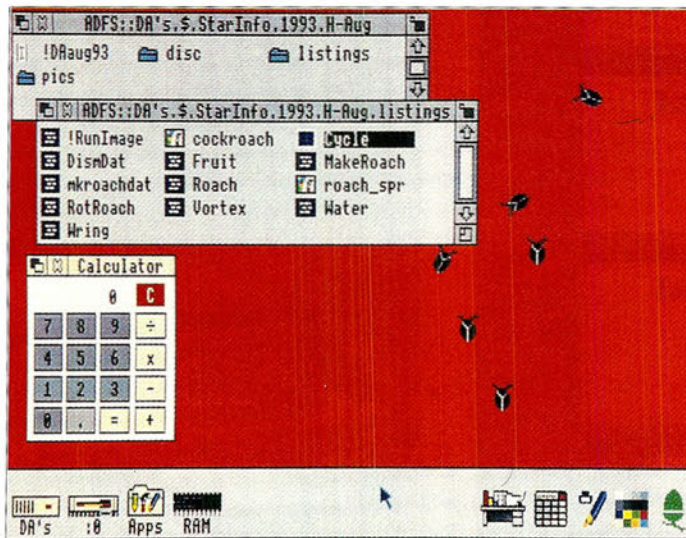 ADFS::DA's.$.StarInfo.1993.H-Aug
!DAaug93 disc listings
pics
ADFS::DA's.$.StarInfo.1993.H-Aug.listings
!RunImage cockroach Cycle
DismDat Fruit MakeRoach
mkroachdat Roach roach_spr
RotRoach Vortex Water
Wring
Calculator
0 C
7 8 9 ÷
4 5 6 x
1 2 3 -
0 . = +
DA's :0 Apps RAM